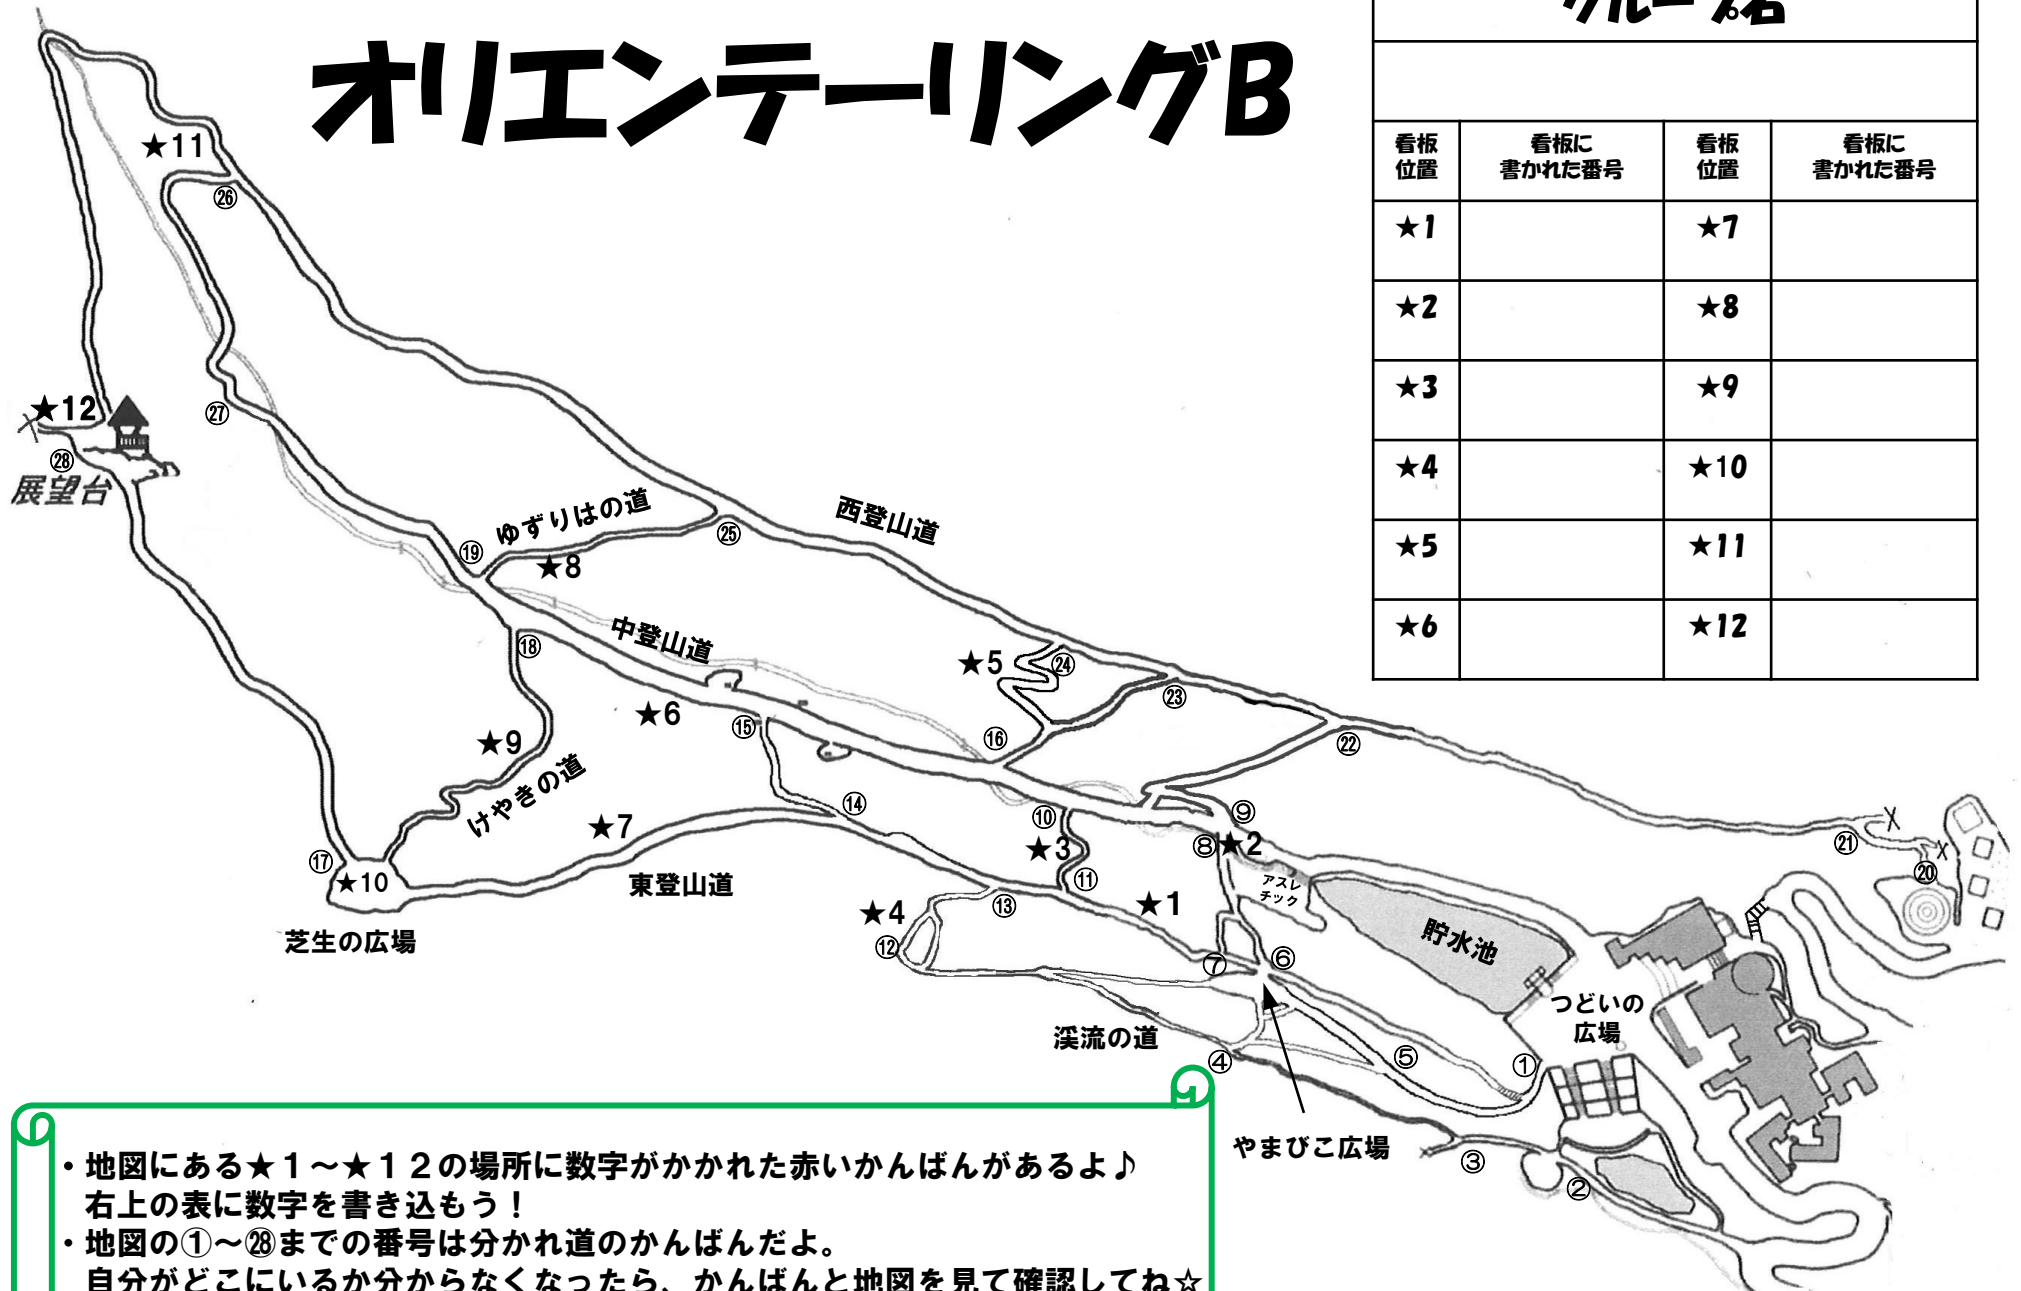 オリエンテーリングB
グループ名
看板位置 看板に書かれた番号 看板位置 看板に書かれた番号
★1 ★7
★2 ★8
★3 ★9
★4 ★10
★5 ★11
★6 ★12
★11
㉖
★12
㉗
㉘
展望台
ゆずりはの道
西登山道
⑲
㉕
★8
中登山道
⑱
★5
㉔
㉓
★6
⑮
⑯
㉒
★9
けやきの道
⑭
⑩
⑨
★7
⑰
★10
★3
⑧
★2
㉑
⑳
東登山道
⑪
アスレ
チック
⑬
★1
★4
芝生の広場
⑫
貯水池
⑦
⑥
つどいの
広場
渓流の道
④
⑤
①
やまびこ広場
③
②
・地図にある★1～★12の場所に数字がかかれた赤いかんばんがあるよ♪
右上の表に数字を書き込もう！
・地図の①～㉘までの番号は分かれ道のかんばんだよ。
自分がどこにいるか分からなくなったら、かんばんと地図を見て確認してね☆